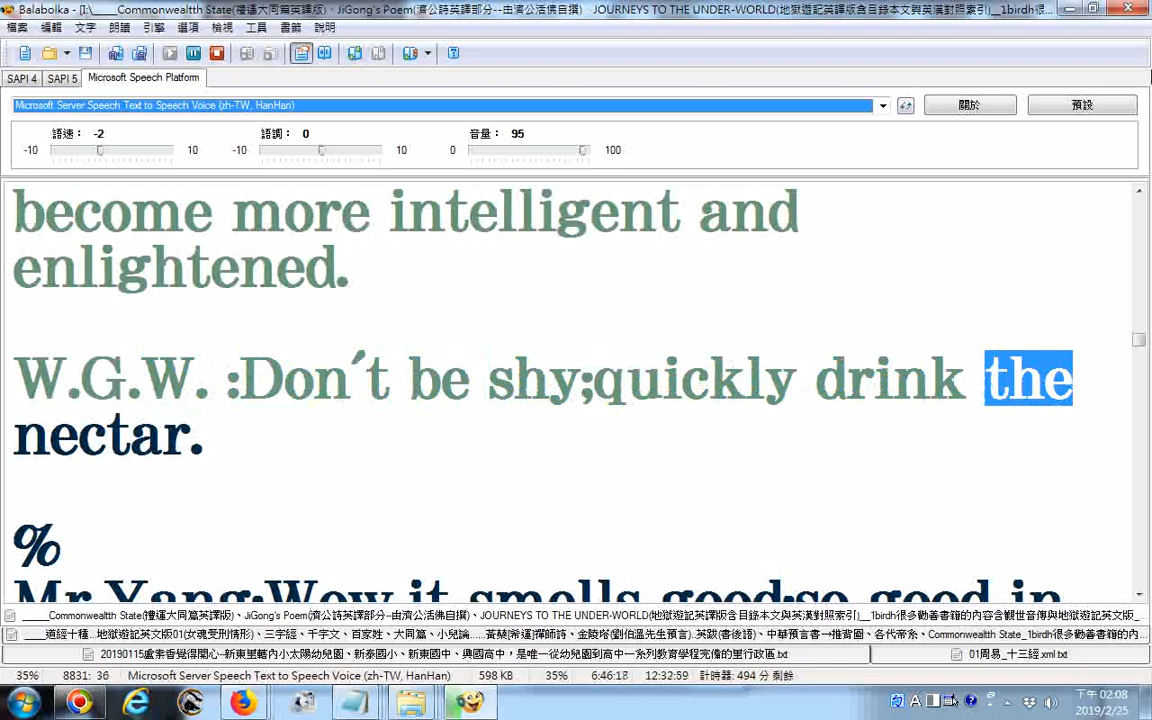 Balabolka - [I:\_____Commonwealth State(禮運大同篇英譯版)、JiGong's Poem(濟公詩英譯部分--由濟公活佛自撰) JOURNEYS TO THE UNDER-WORLD(地獄遊記英譯版含目錄本文與英漢對照索引)__1birdh很...
檔案 編輯 文字 朗讀 引擎 選項 檢視 工具 書籤 說明
SAPI 4 SAPI 5 Microsoft Speech Platform
Microsoft Server Speech Text to Speech Voice (zh-TW, HanHan)
關於 預設
語速： -2 語調： 0 音量： 95
-10 10 -10 10 0 100
become more intelligent and
enlightened.
W.G.W. :Don´t be shy;quickly drink the
nectar.
%
Mr.Yang:Wow,it smells good;so good in
_____Commonwealtth State(禮運大同篇英譯版)、JiGong's Poem(濟公詩英譯部分--由濟公活佛自撰)、JOURNEYS TO THE UNDER-WORLD(地獄遊記英譯版含目錄本文與英漢對照索引)__1birdh很多勸善書籍的內容含觀世音傳與地獄遊記英文版_
____道經十種...地獄遊記英文版01(女魂受刑情形)、三字經、千字文、百家姓、大同篇、小兒論......蒼髮[希運]禪師詩、金陵塔(劉伯溫先生預言).英跋(書後語)、中華預言書一推背圖、各代帝系、Commonwealth State_1birdh很多勸善書籍的內...
20190115盧素香覺得開心--新東里轄內小太陽幼兒園、新泰國小、新東國中、興國高中，是唯一從幼兒園到高中一系列教育學程完備的里行政區.txt 01周易_十三經.xml.txt
35% 8831: 36 Microsoft Server Speech Text to Speech Voice (zh-TW, HanHan) 598 KB 35% 6:46:18 12:32:59 計時器: 494 分 剩餘
下午 02:08
2019/2/25